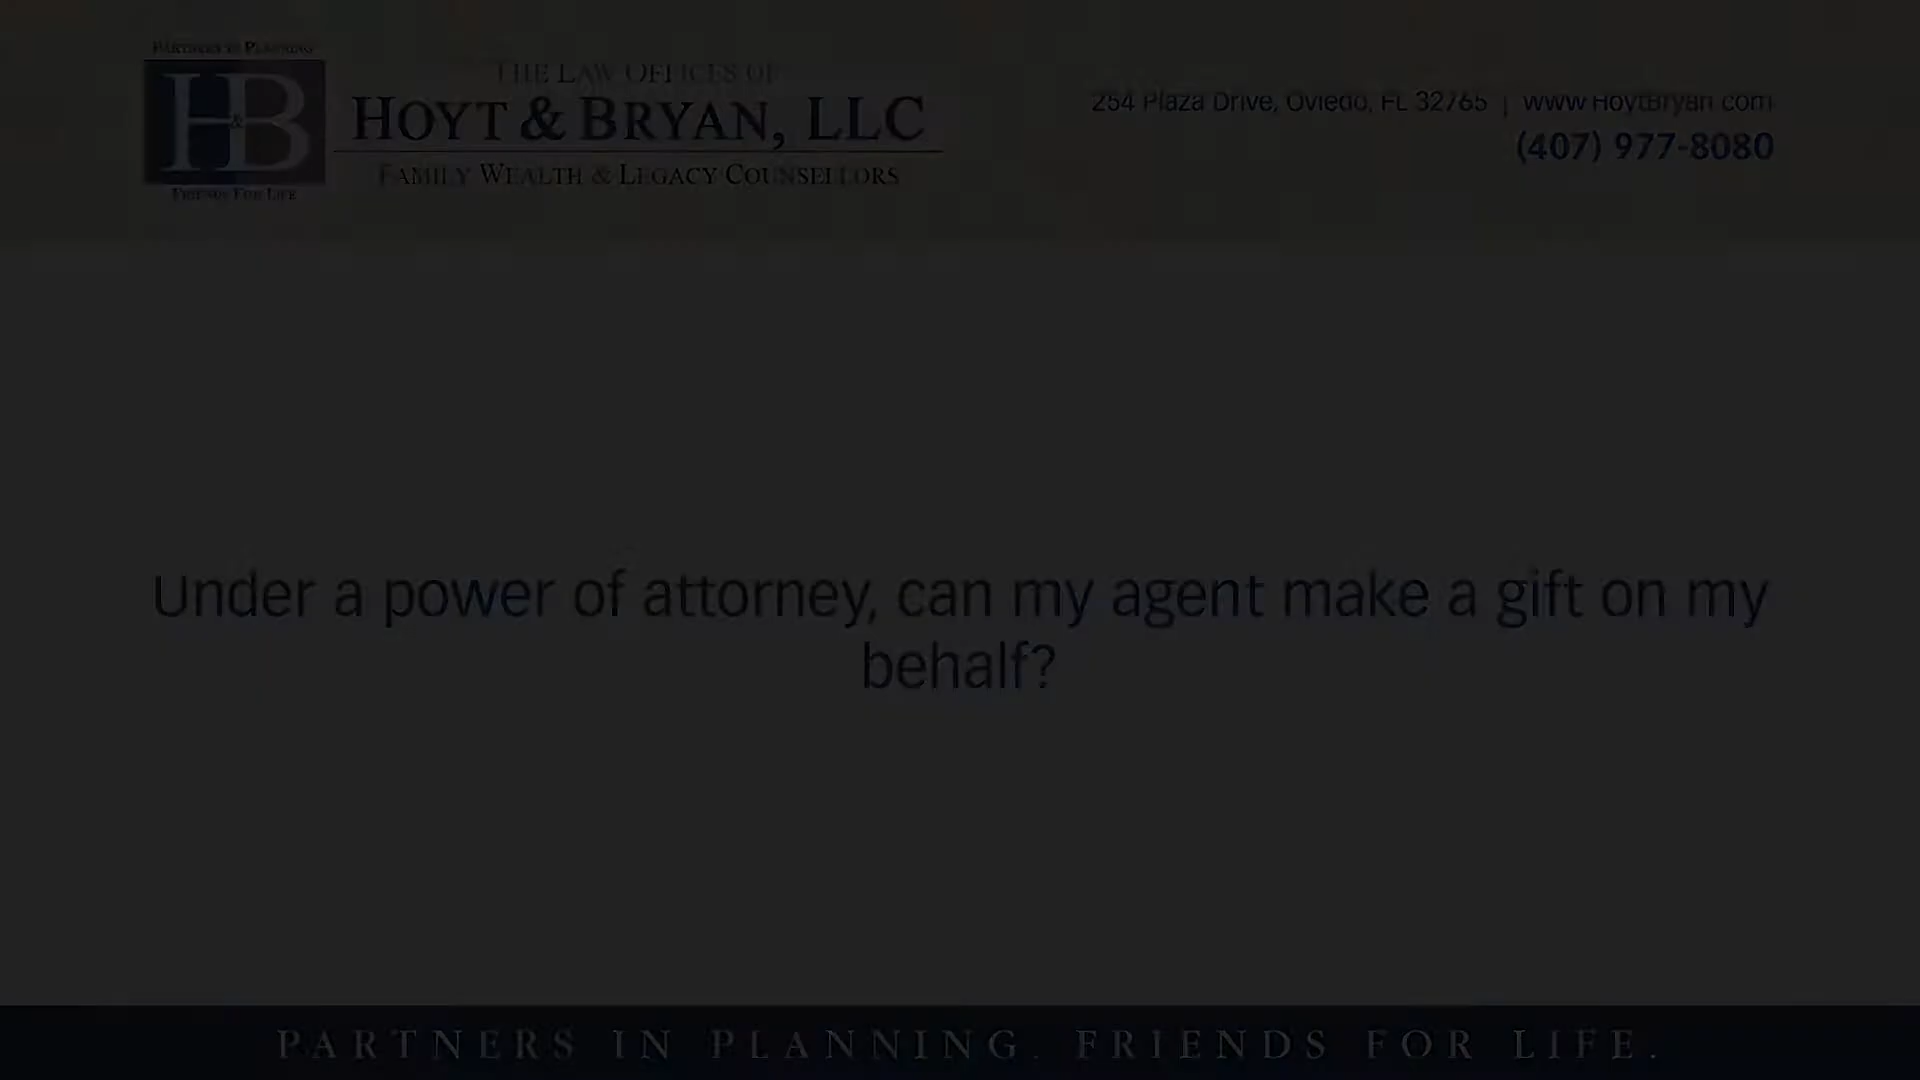 PARTNERS IN PLANNING
H&B
FRIENDS FOR LIFE
THE LAW OFFICES OF
HOYT & BRYAN, LLC
FAMILY WEALTH & LEGACY COUNSELLORS
254 Plaza Drive, Oviedo, FL 32765 | www HoytBryan com
(407) 977-8080
Under a power of attorney, can my agent make a gift on my
behalf?
PARTNERS IN PLANNING. FRIENDS FOR LIFE.